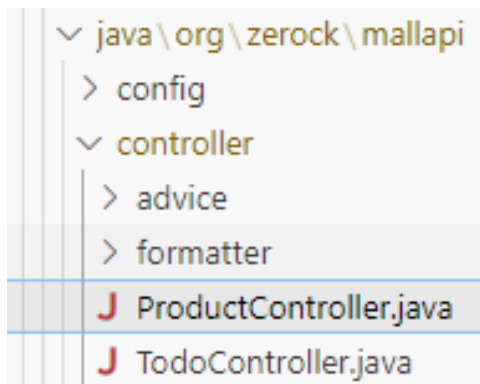 java\org\zerock\mallapi
config
controller
advice
formatter
J ProductController.java
J TodoController.java